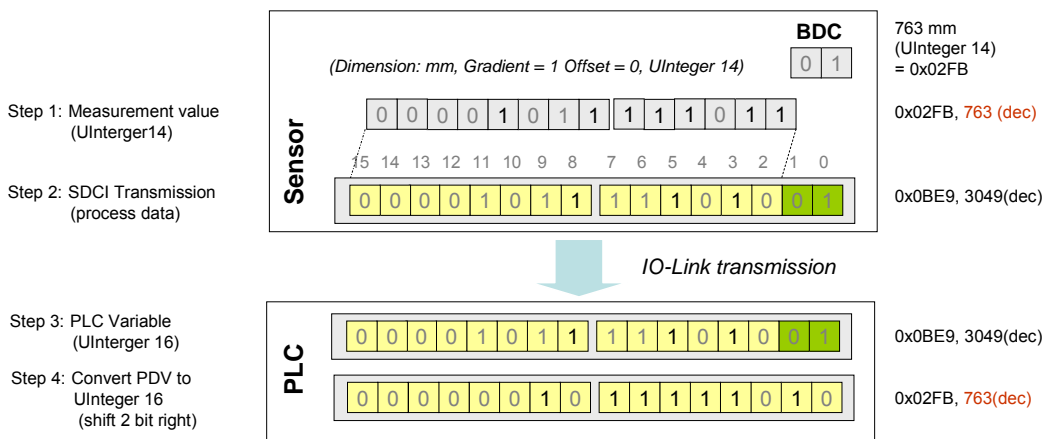 BDC
0 1
763 mm
(UInteger 14)
= 0x02FB
(Dimension: mm, Gradient = 1 Offset = 0, UInteger 14)
Sensor
Step 1: Measurement value
(UInterger14)
0 0 0 0 1 0 1 1 1 1 1 0 1 1
0x02FB, 763 (dec)
15 14 13 12 11 10 9 8 7 6 5 4 3 2 1 0
Step 2: SDCI Transmission
(process data)
0 0 0 0 1 0 1 1 1 1 1 0 1 0 0 1
0x0BE9, 3049(dec)
IO-Link transmission
PLC
Step 3: PLC Variable
(UInterger 16)
0 0 0 0 1 0 1 1 1 1 1 0 1 0 0 1
0x0BE9, 3049(dec)
Step 4: Convert PDV to
UInteger 16
(shift 2 bit right)
0 0 0 0 0 0 1 0 1 1 1 1 1 0 1 0
0x02FB, 763(dec)